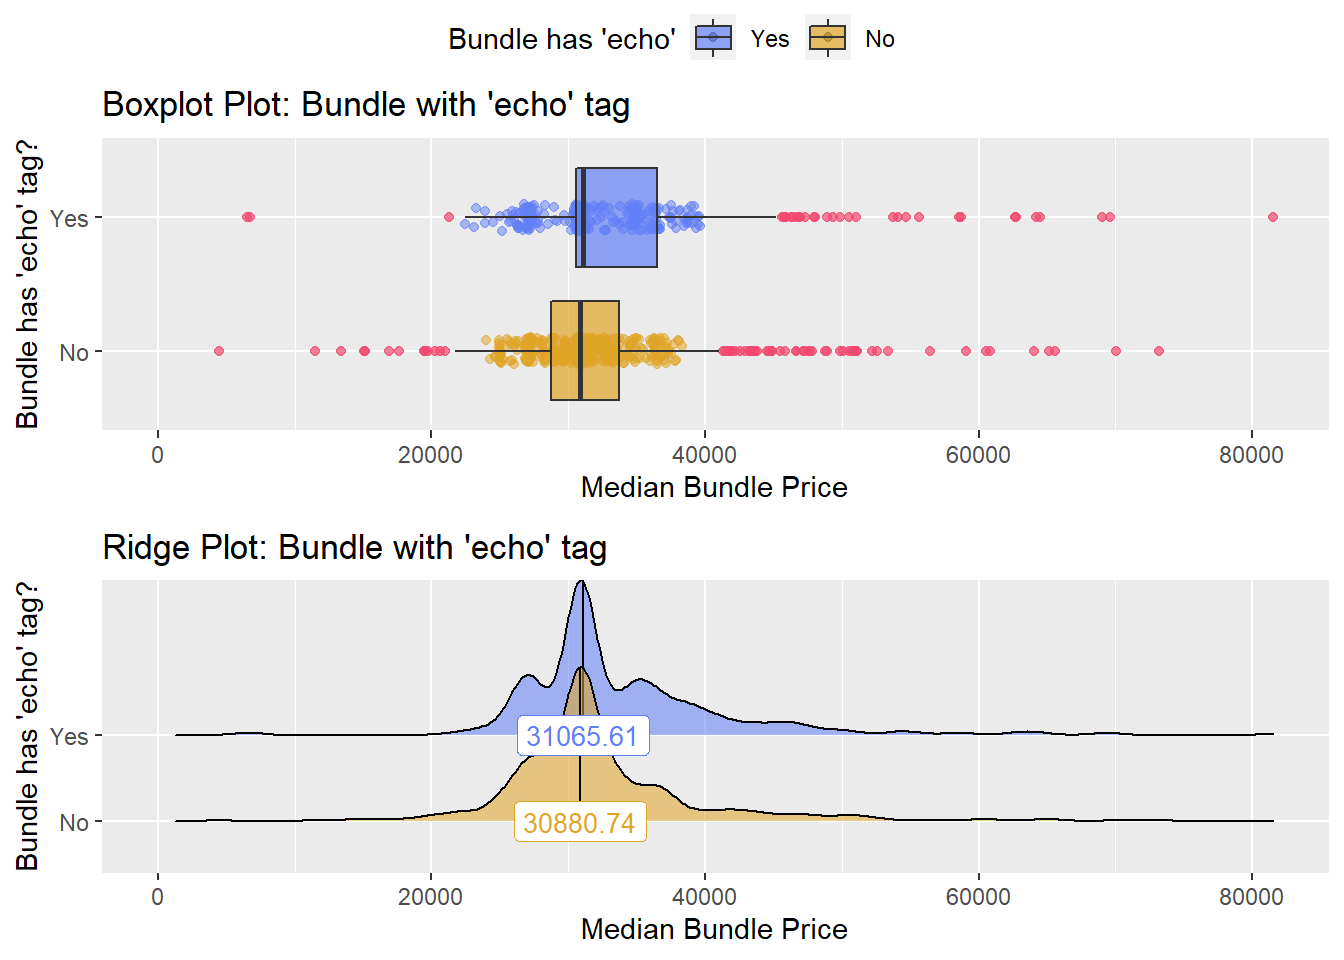 Bundle has 'echo' Yes No
Boxplot Plot: Bundle with 'echo' tag
Bundle has 'echo' tag?
Yes
No
0 20000 40000 60000 80000
Median Bundle Price
Ridge Plot: Bundle with 'echo' tag
Bundle has 'echo' tag?
Yes
31065.61
No
30880.74
0 20000 40000 60000 80000
Median Bundle Price